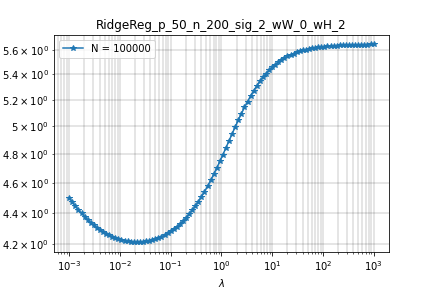 RidgeReg_p_50_n_200_sig_2_wW_0_wH_2
N = 100000
5.6 × 10⁰
5.4 × 10⁰
5.2 × 10⁰
5 × 10⁰
4.8 × 10⁰
4.6 × 10⁰
4.4 × 10⁰
4.2 × 10⁰
10⁻³ 10⁻² 10⁻¹ 10⁰ 10¹ 10² 10³
λ